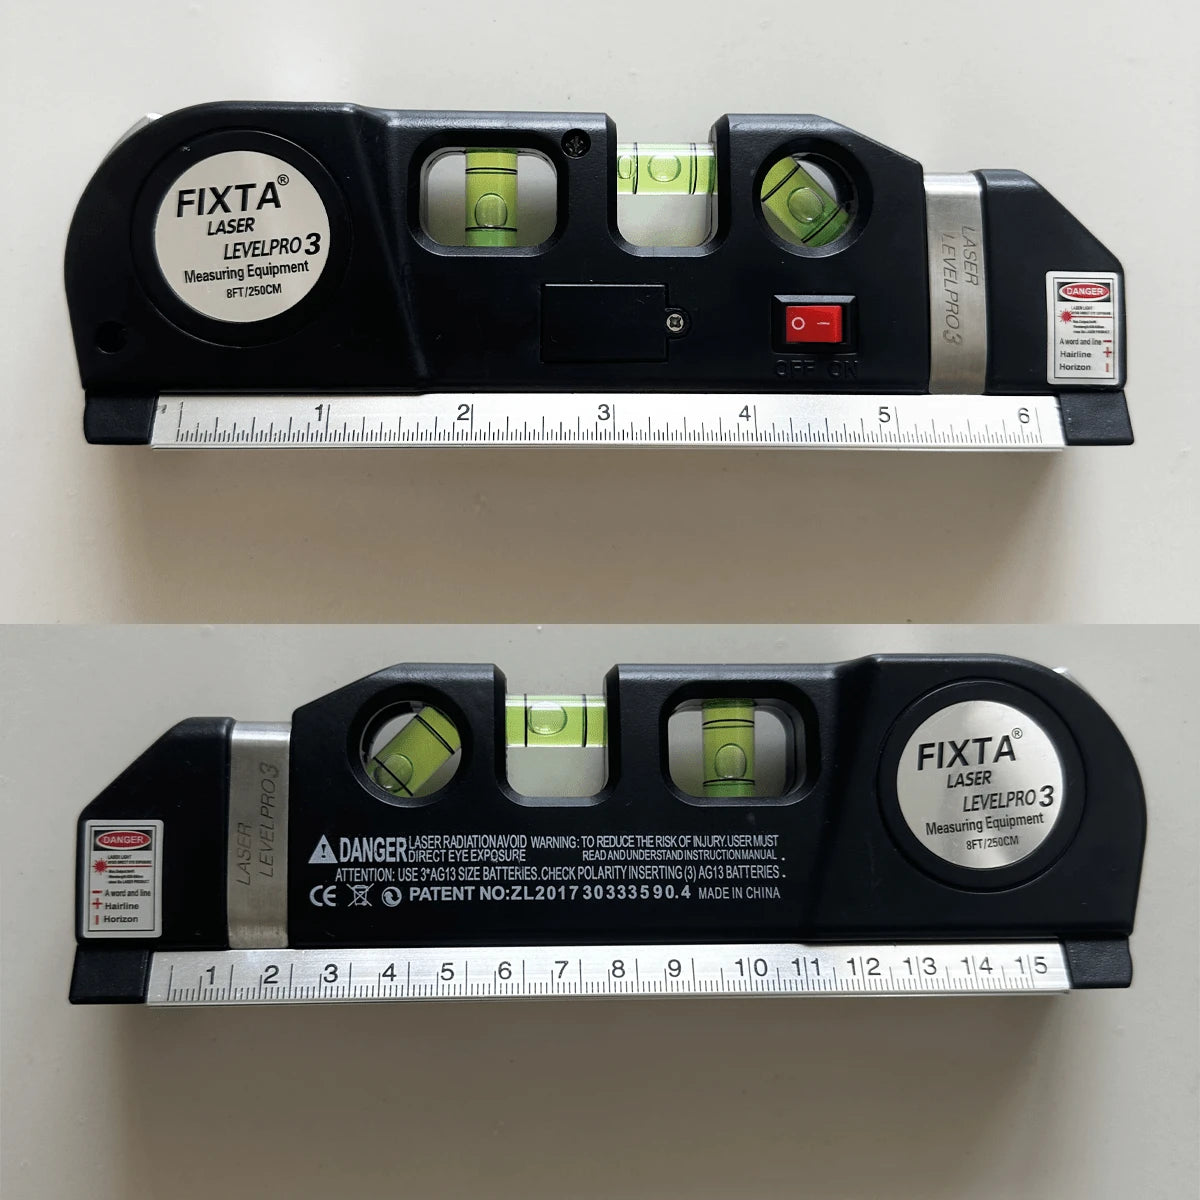 FIXTA®
LASER
LEVELPRO 3
Measuring Equipment
8FT/250CM
OFF ON
LASER
LEVELPRO 3
DANGER
LASER LIGHT
A word and line
Hairline
Horizon
1 2 3 4 5 6
FIXTA®
LASER
LEVELPRO 3
Measuring Equipment
8FT/250CM
LASER
LEVELPRO 3
DANGER
LASER LIGHT
A word and line
Hairline
Horizon
DANGER LASER RADIATION AVOID DIRECT EYE EXPOSURE
WARNING: TO REDUCE THE RISK OF INJURY.USER MUST
READ AND UNDERSTAND INSTRUCTION MANUAL .
ATTENTION: USE 3*AG13 SIZE BATTERiES.CHECK POLARITY INSERTING (3) AG13 BATTERIES .
CE PATENT NO:ZL2017 30333590.4 MADE IN CHINA
1 2 3 4 5 6 7 8 9 10 11 12 13 14 15